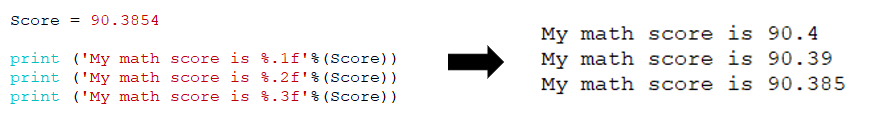 Score = 90.3854
print ('My math score is %.1f'%(Score))
print ('My math score is %.2f'%(Score))
print ('My math score is %.3f'%(Score))
My math score is 90.4
My math score is 90.39
My math score is 90.385